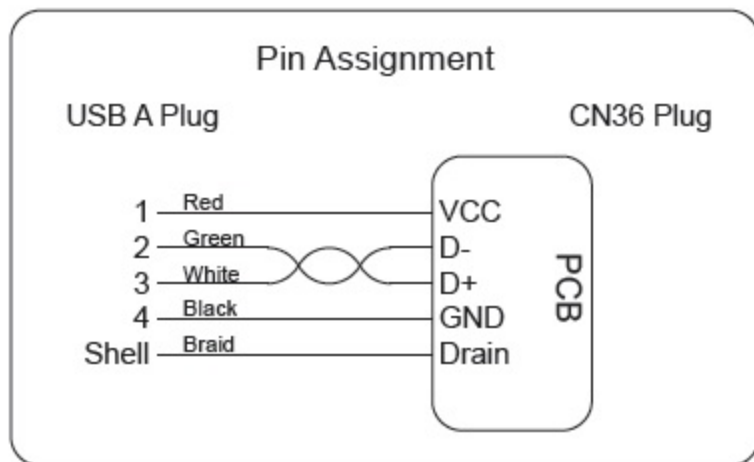 Pin Assignment
USB A Plug CN36 Plug
1 Red VCC
2 Green D-
3 White D+
4 Black GND
Shell Braid Drain
PCB